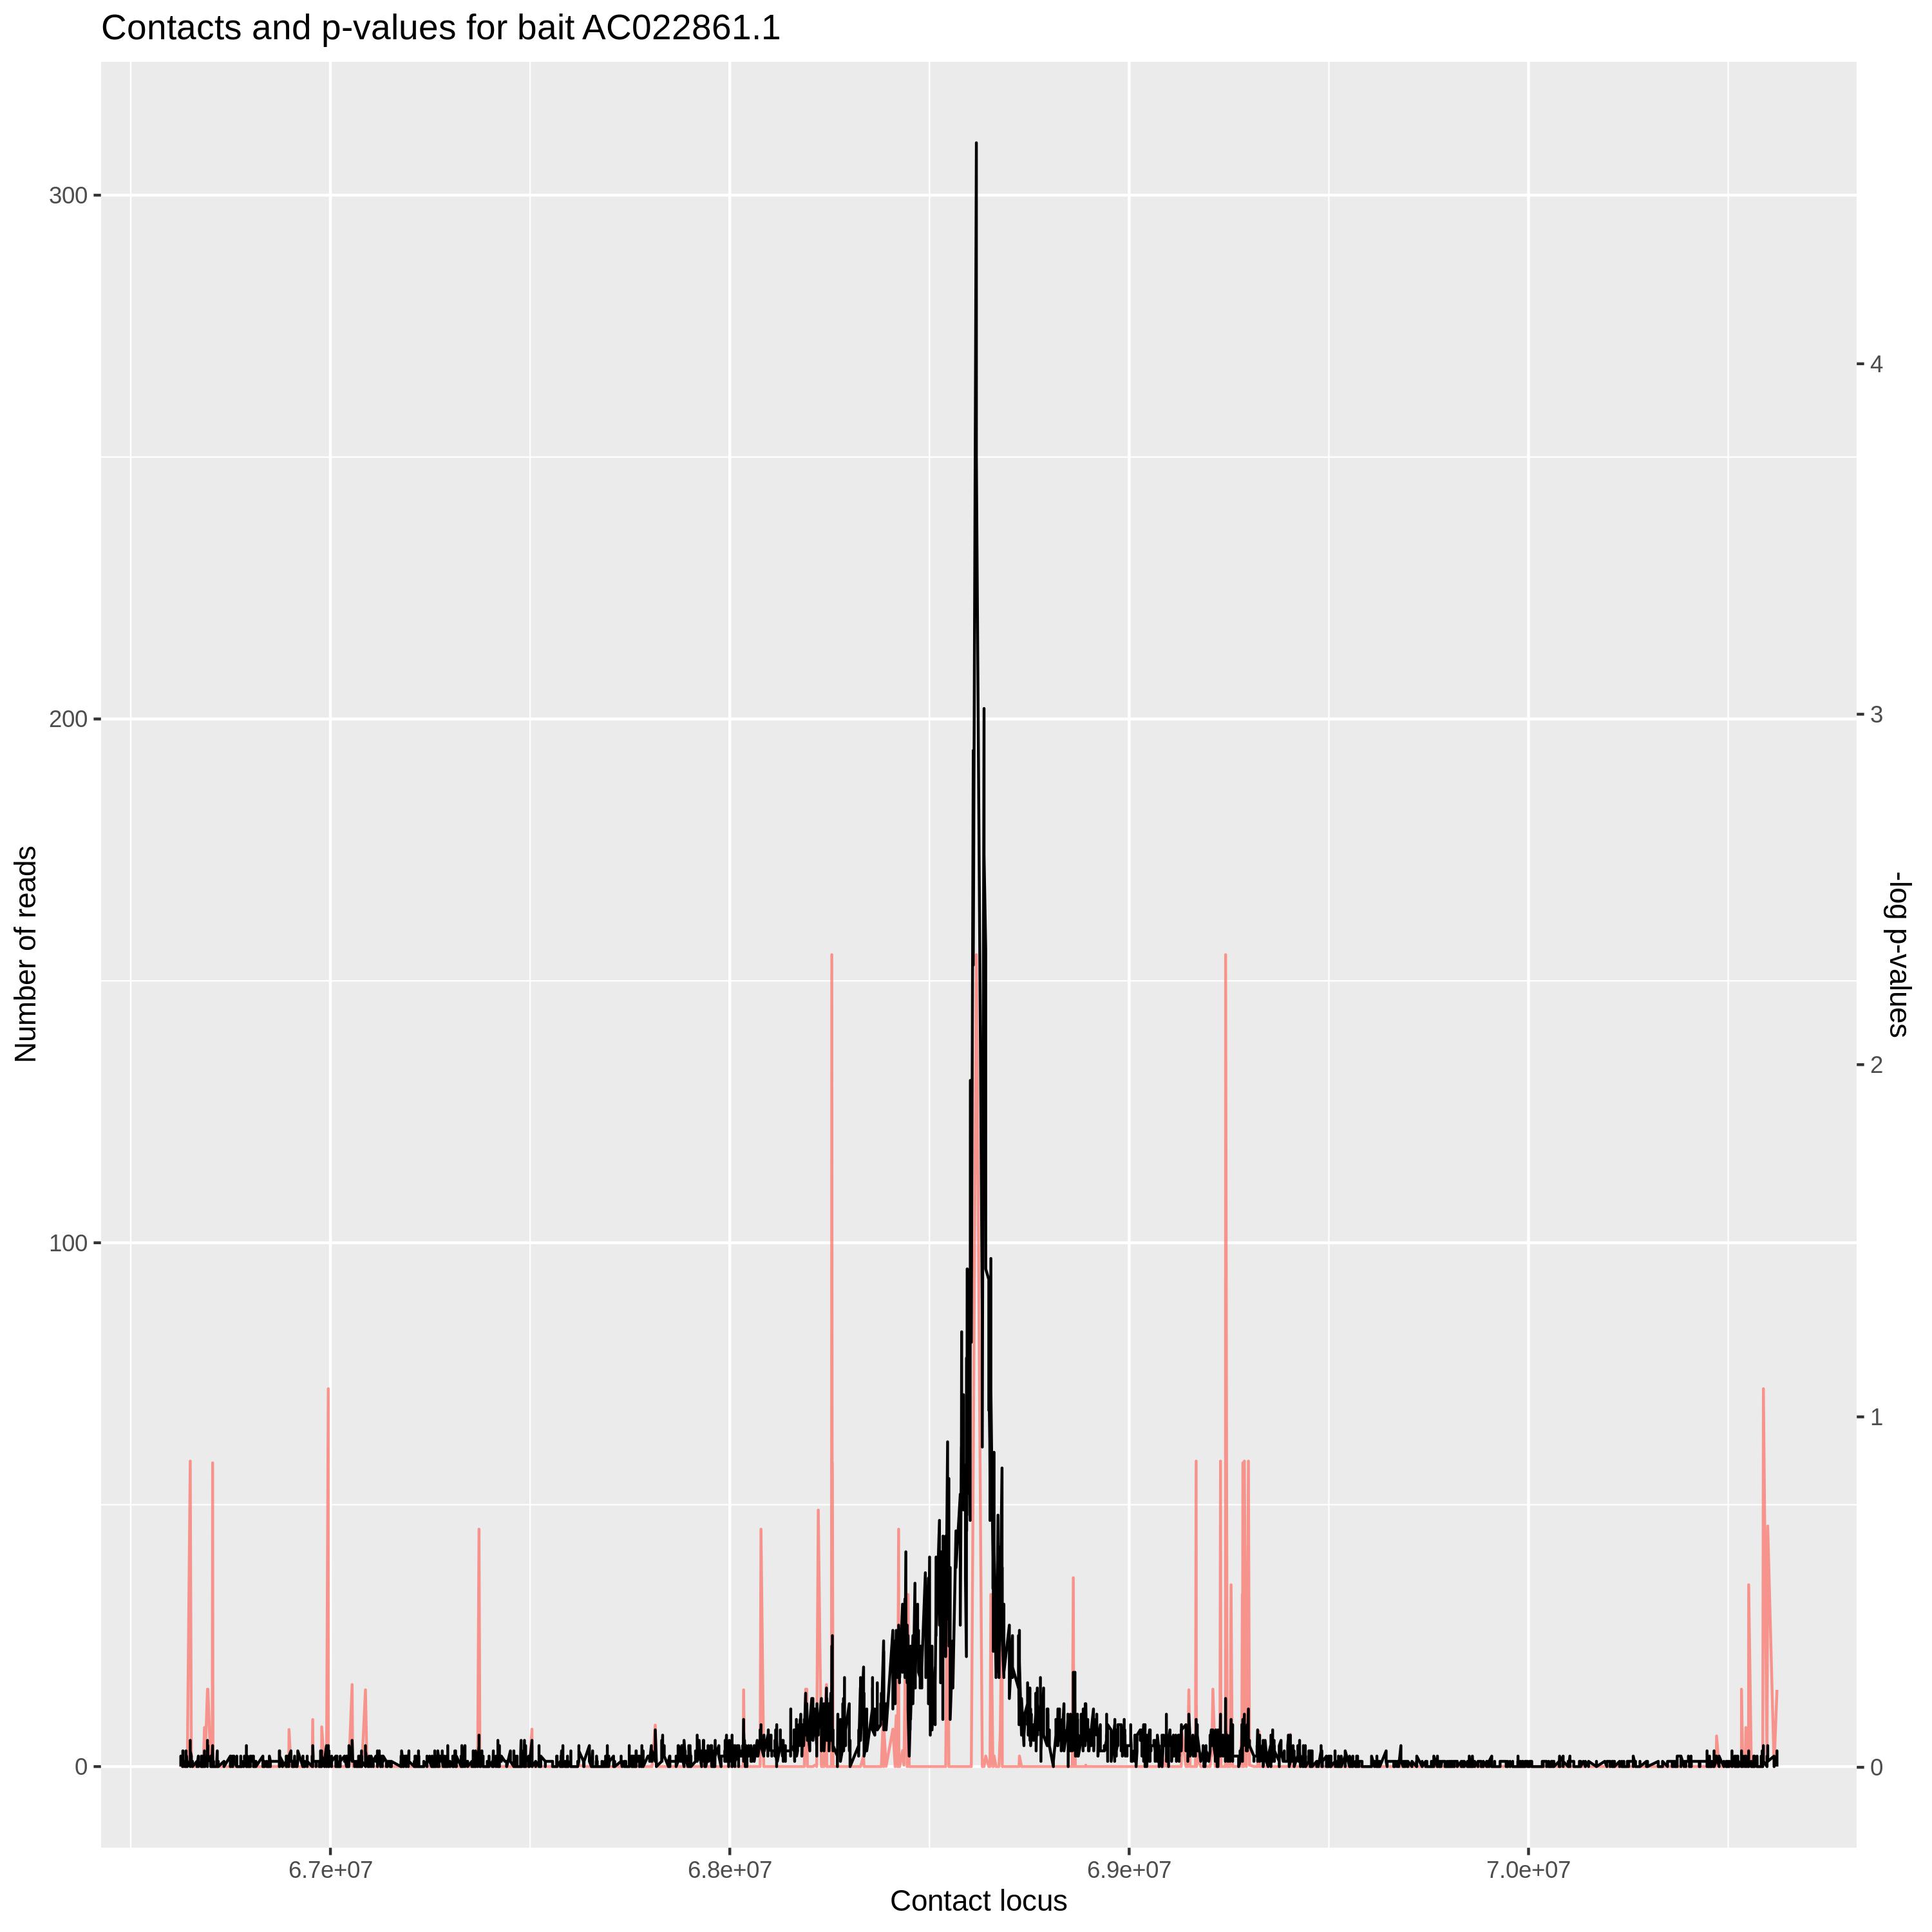 Contacts and p-values for bait AC022861.1
300
200
100
0
Number of reads
4
3
2
1
0
-log p-values
6.7e+07 6.8e+07 6.9e+07 7.0e+07
Contact locus